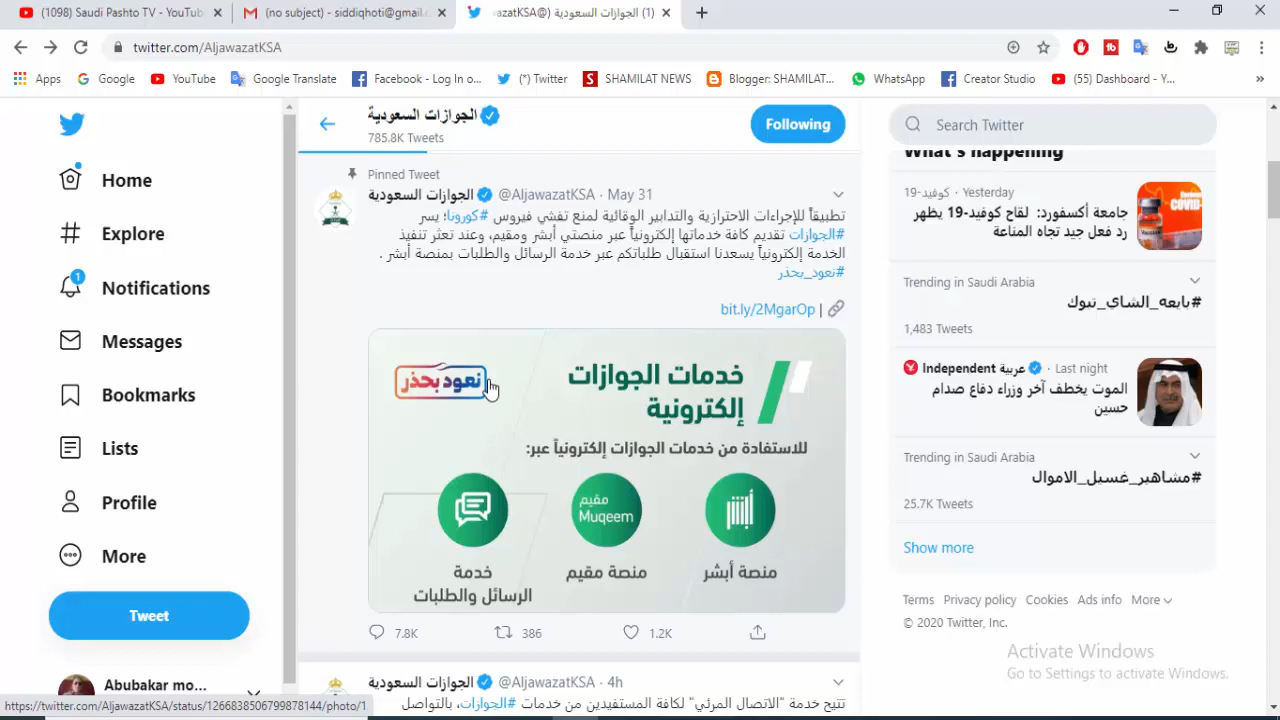 (1098) Saudi Pashto TV - YouTub
(no subject) - siddiqhoti@gmail.c
(1) الجوازات السعودية (@AljawazatKSA
twitter.com/AljawazatKSA
Apps
Google
YouTube
Google Translate
Facebook - Log In o...
(*) Twitter
SHAMILAT NEWS
Blogger: SHAMILAT...
WhatsApp
Creator Studio
(55) Dashboard - Y...
»
Home
Explore
1
Notifications
Messages
Bookmarks
Lists
Profile
More
Tweet
Abubakar mo...
https://twitter.com/AljawazatKSA/status/1266838506799878144/photo/1
الجوازات السعودية
785.8K Tweets
Following
Pinned Tweet
الجوازات السعودية @AljawazatKSA · May 31
تطبيقاً للإجراءات الاحترازية والتدابير الوقائية لمنع تفشي فيروس #كورونا؛ يسر
#الجوازات تقديم كافة خدماتها إلكترونياً عبر منصتي أبشر ومقيم، وعند تعثر تنفيذ
الخدمة إلكترونياً يسعدنا استقبال طلباتكم عبر خدمة الرسائل والطلبات بمنصة أبشر .
#نعود_بحذر
bit.ly/2MgarOp |
نعود بحذر
خدمات الجوازات
إلكترونية
للاستفادة من خدمات الجوازات إلكترونياً عبر:
أبشر
مقيم
Muqeem
منصة أبشر
منصة مقيم
خدمة
الرسائل والطلبات
7.8K
386
1.2K
الجوازات السعودية @AljawazatKSA · 4h
تتيح خدمة "الاتصال المرئي" لكافة المستفيدين من خدمات #الجوازات، بالتواصل
Search Twitter
What's happening
كوفيد-19 · Yesterday
جامعة أكسفورد: لقاح كوفيد-19 يظهر
رد فعل جيد تجاه المناعة
COVID-
Trending in Saudi Arabia
#بايعه_الشاي_تبوك
1,483 Tweets
Independent عربية · Last night
الموت يخطف آخر وزراء دفاع صدام
حسين
Trending in Saudi Arabia
#مشاهير_غسيل_الاموال
25.7K Tweets
Show more
Terms Privacy policy Cookies Ads info More
© 2020 Twitter, Inc.
Activate Windows
Go to Settings to activate Windows.